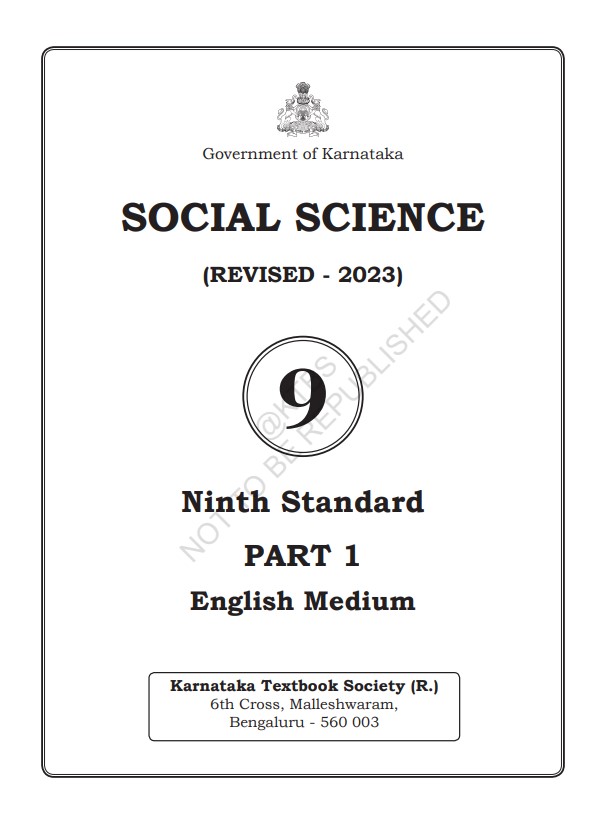 Government of Karnataka
SOCIAL SCIENCE
(REVISED - 2023)
9
@KTBS
NOT TO BE REPUBLISHED
Ninth Standard
PART 1
English Medium
Karnataka Textbook Society (R.)
6th Cross, Malleshwaram,
Bengaluru - 560 003